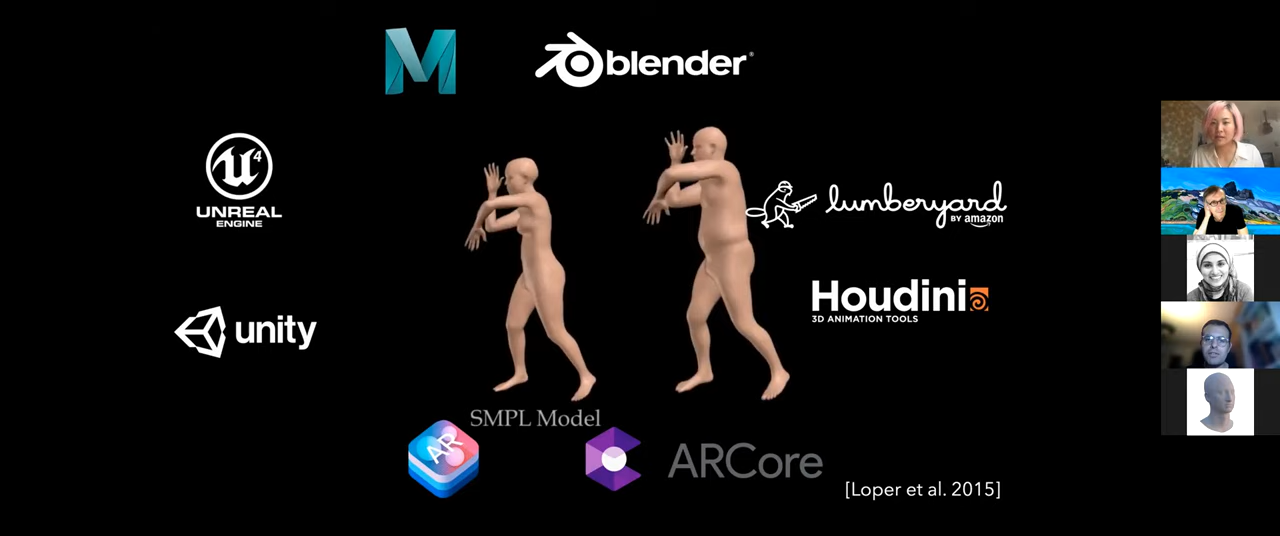 M
blender®
U 4
UNREAL
ENGINE
lumberyard
BY amazon
Houdini
3D ANIMATION TOOLS
unity
SMPL Model
AR
ARCore
[Loper et al. 2015]